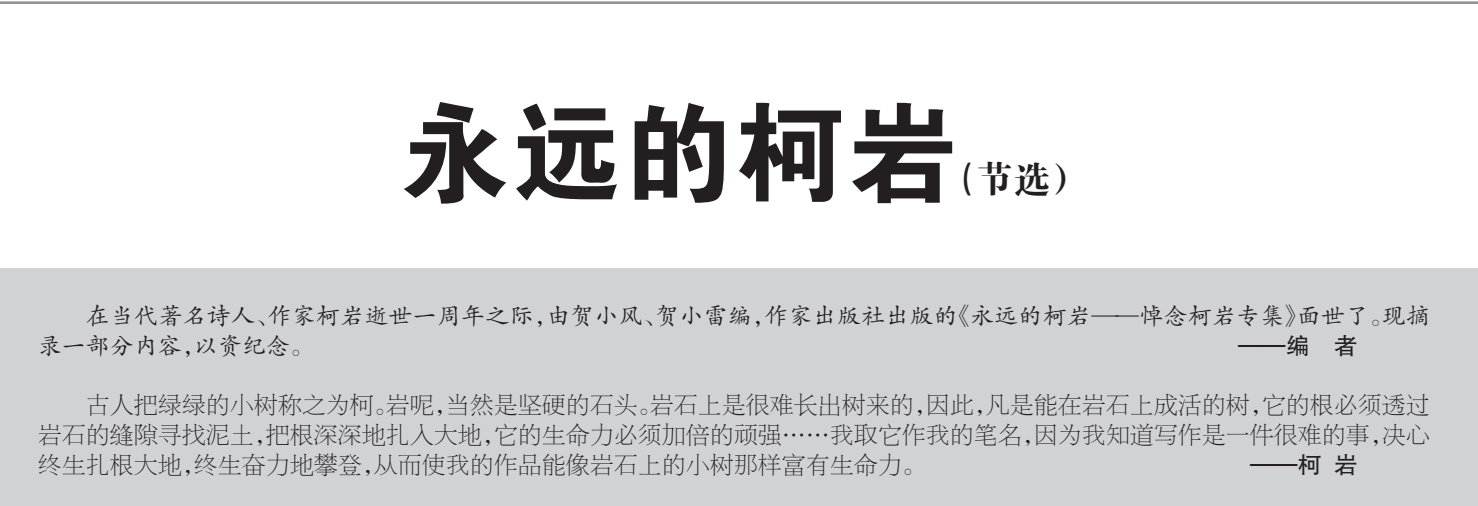 永远的柯岩(节选)
在当代著名诗人、作家柯岩逝世一周年之际,由贺小风、贺小雷编,作家出版社出版的《永远的柯岩——悼念柯岩专集》面世了。现摘
录一部分内容,以资纪念。 ——编 者
古人把绿绿的小树称之为柯。岩呢,当然是坚硬的石头。岩石上是很难长出树来的,因此,凡是能在岩石上成活的树,它的根必须透过
岩石的缝隙寻找泥土,把根深深地扎入大地,它的生命力必须加倍的顽强……我取它作我的笔名,因为我知道写作是一件很难的事,决心
终生扎根大地,终生奋力地攀登,从而使我的作品能像岩石上的小树那样富有生命力。 ——柯 岩